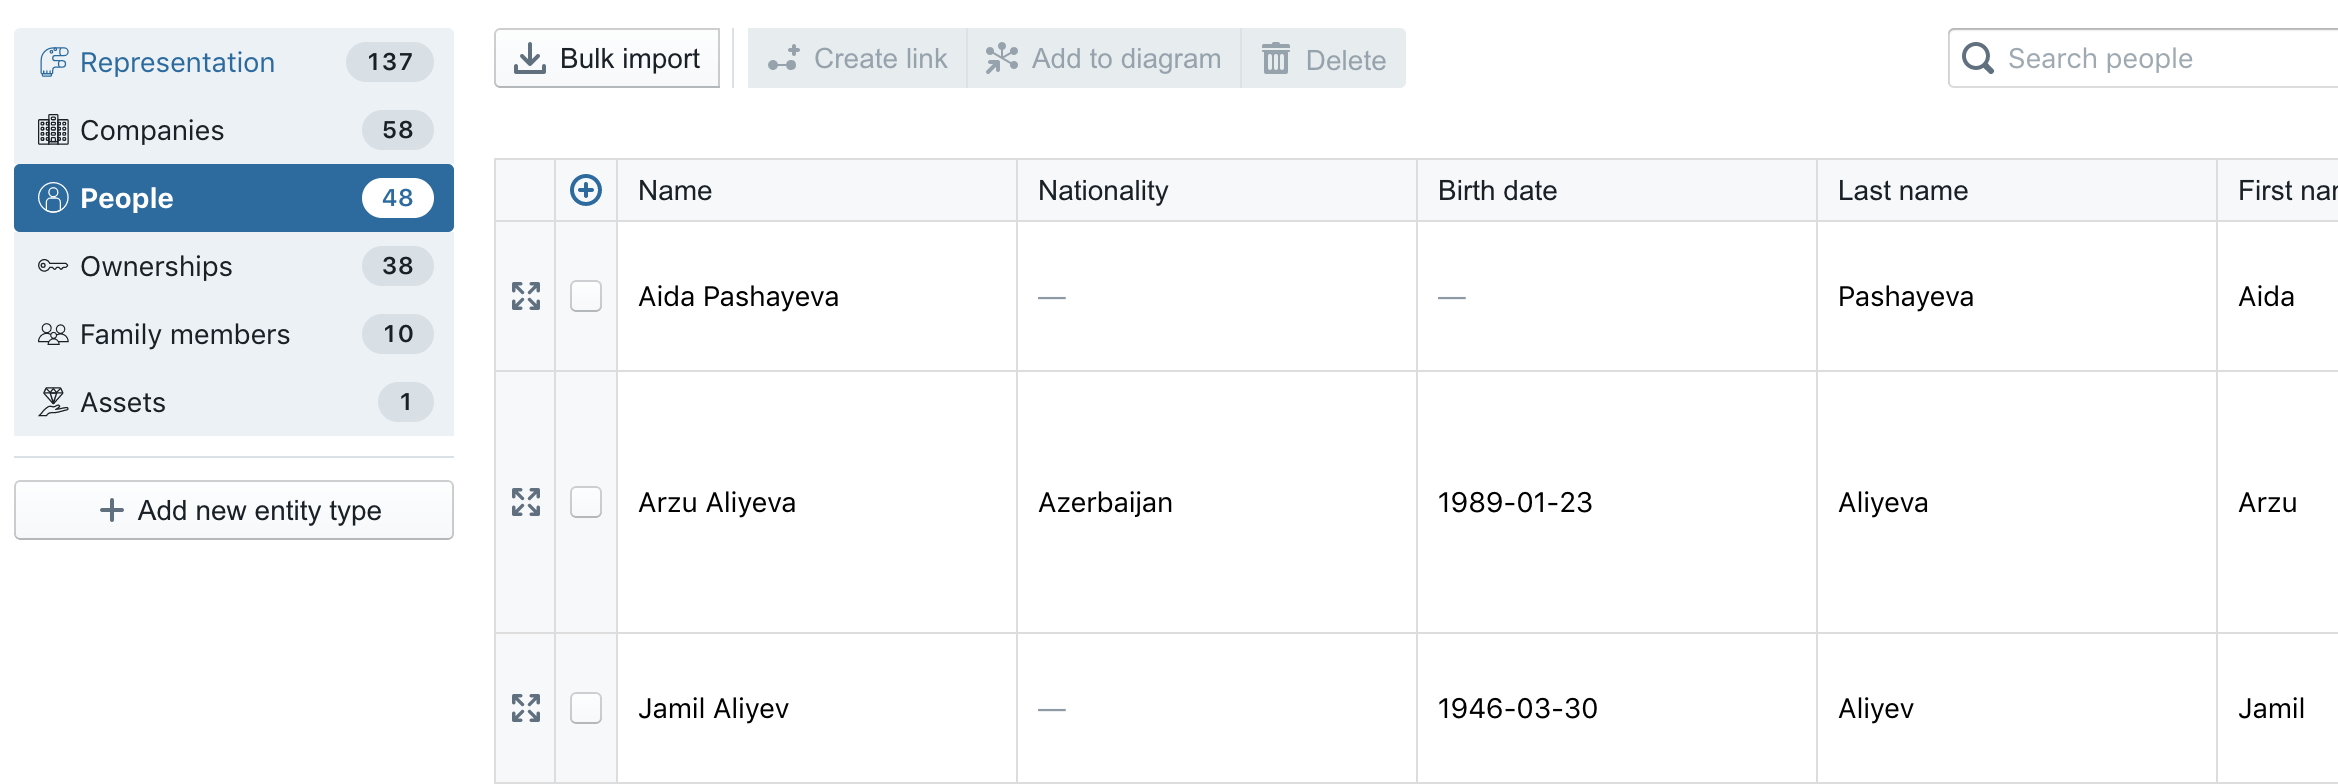 Representation 137
Companies 58
People 48
Ownerships 38
Family members 10
Assets 1
Add new entity type
Bulk import Create link Add to diagram Delete Search people
Name Nationality Birth date Last name First nar
Aida Pashayeva — — Pashayeva Aida
Arzu Aliyeva Azerbaijan 1989-01-23 Aliyeva Arzu
Jamil Aliyev — 1946-03-30 Aliyev Jamil